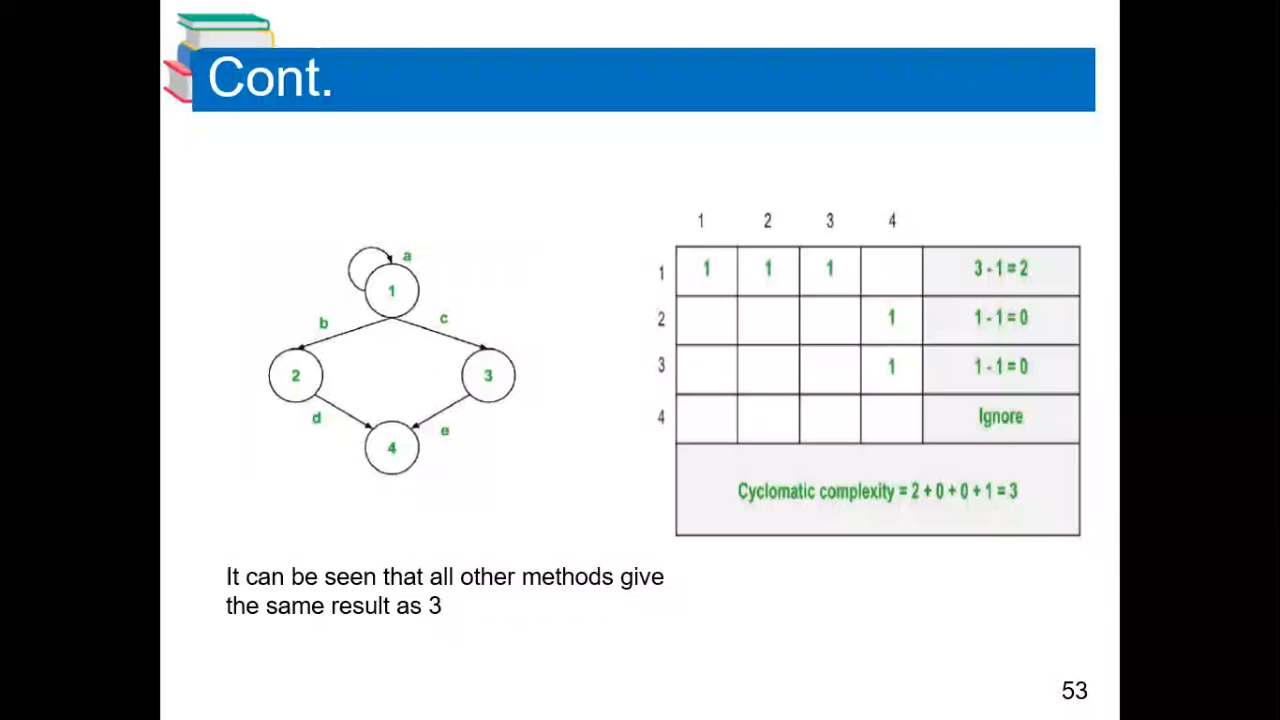 Cont.
a
1
b
c
2
3
d
e
4
1 2 3 4
1 1 1 1 3 - 1 = 2
2 1 1 - 1 = 0
3 1 1 - 1 = 0
4 Ignore
Cyclomatic complexity = 2 + 0 + 0 + 1 = 3
It can be seen that all other methods give
the same result as 3
53